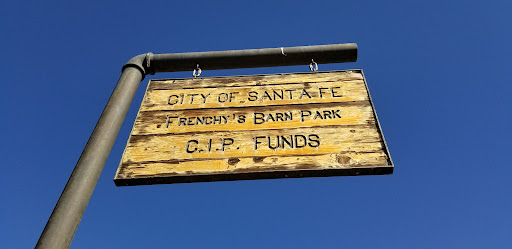 CITY OF SANTA FE
FRENCHY'S BARN PARK
C.I.P. FUNDS